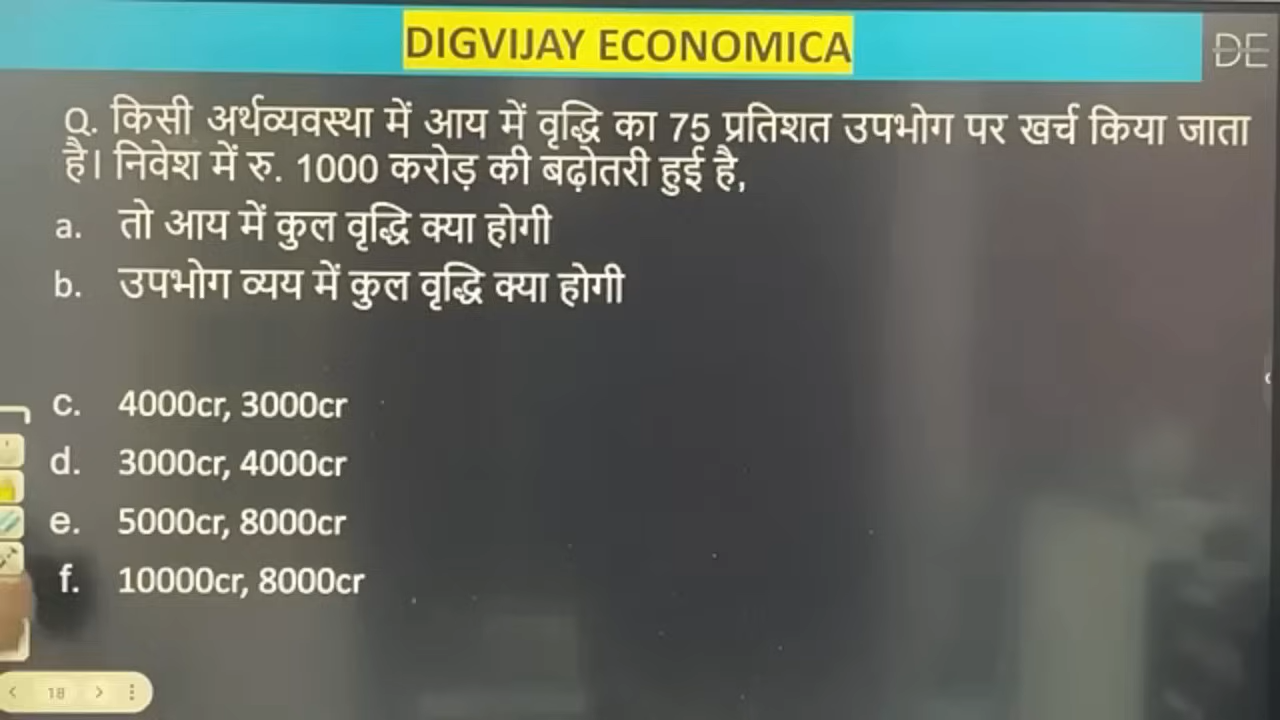 DIGVIJAY ECONOMICA
DE
Q. किसी अर्थव्यवस्था में आय में वृद्धि का 75 प्रतिशत उपभोग पर खर्च किया जाता
है। निवेश में रु. 1000 करोड़ की बढ़ोतरी हुई है,
a. तो आय में कुल वृद्धि क्या होगी
b. उपभोग व्यय में कुल वृद्धि क्या होगी
c. 4000cr, 3000cr
d. 3000cr, 4000cr
e. 5000cr, 8000cr
f. 10000cr, 8000cr
18